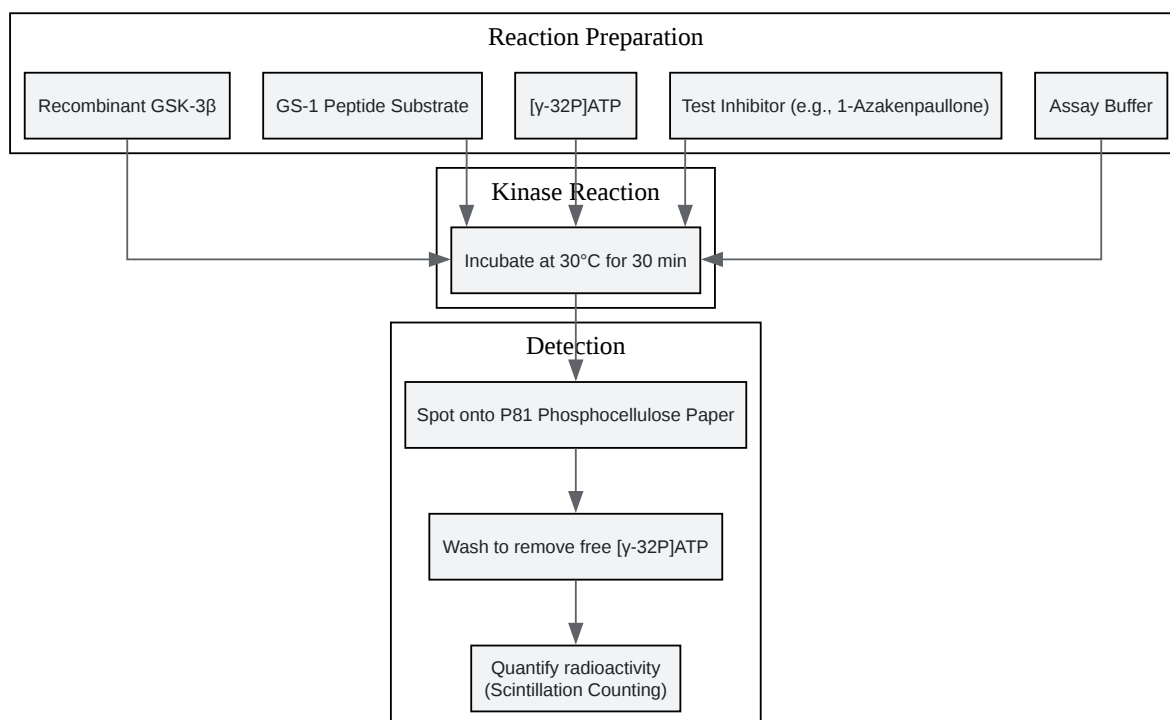 Reaction Preparation
Recombinant GSK-3β
GS-1 Peptide Substrate
[γ-32P]ATP
Test Inhibitor (e.g., 1-Azakenpaullone)
Assay Buffer
Kinase Reaction
Incubate at 30°C for 30 min
Detection
Spot onto P81 Phosphocellulose Paper
Wash to remove free [γ-32P]ATP
Quantify radioactivity
(Scintillation Counting)